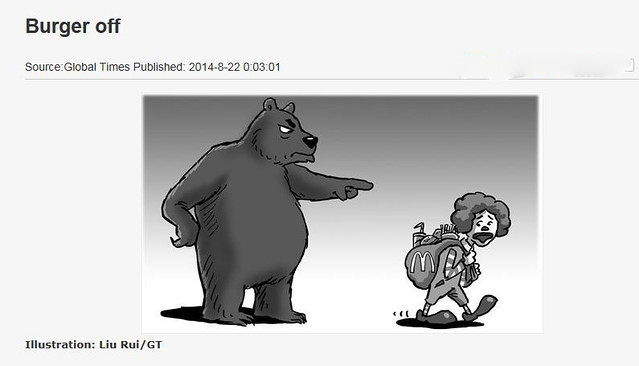 Burger off
Source:Global Times Published: 2014-8-22 0:03:01
M
Illustration: Liu Rui/GT